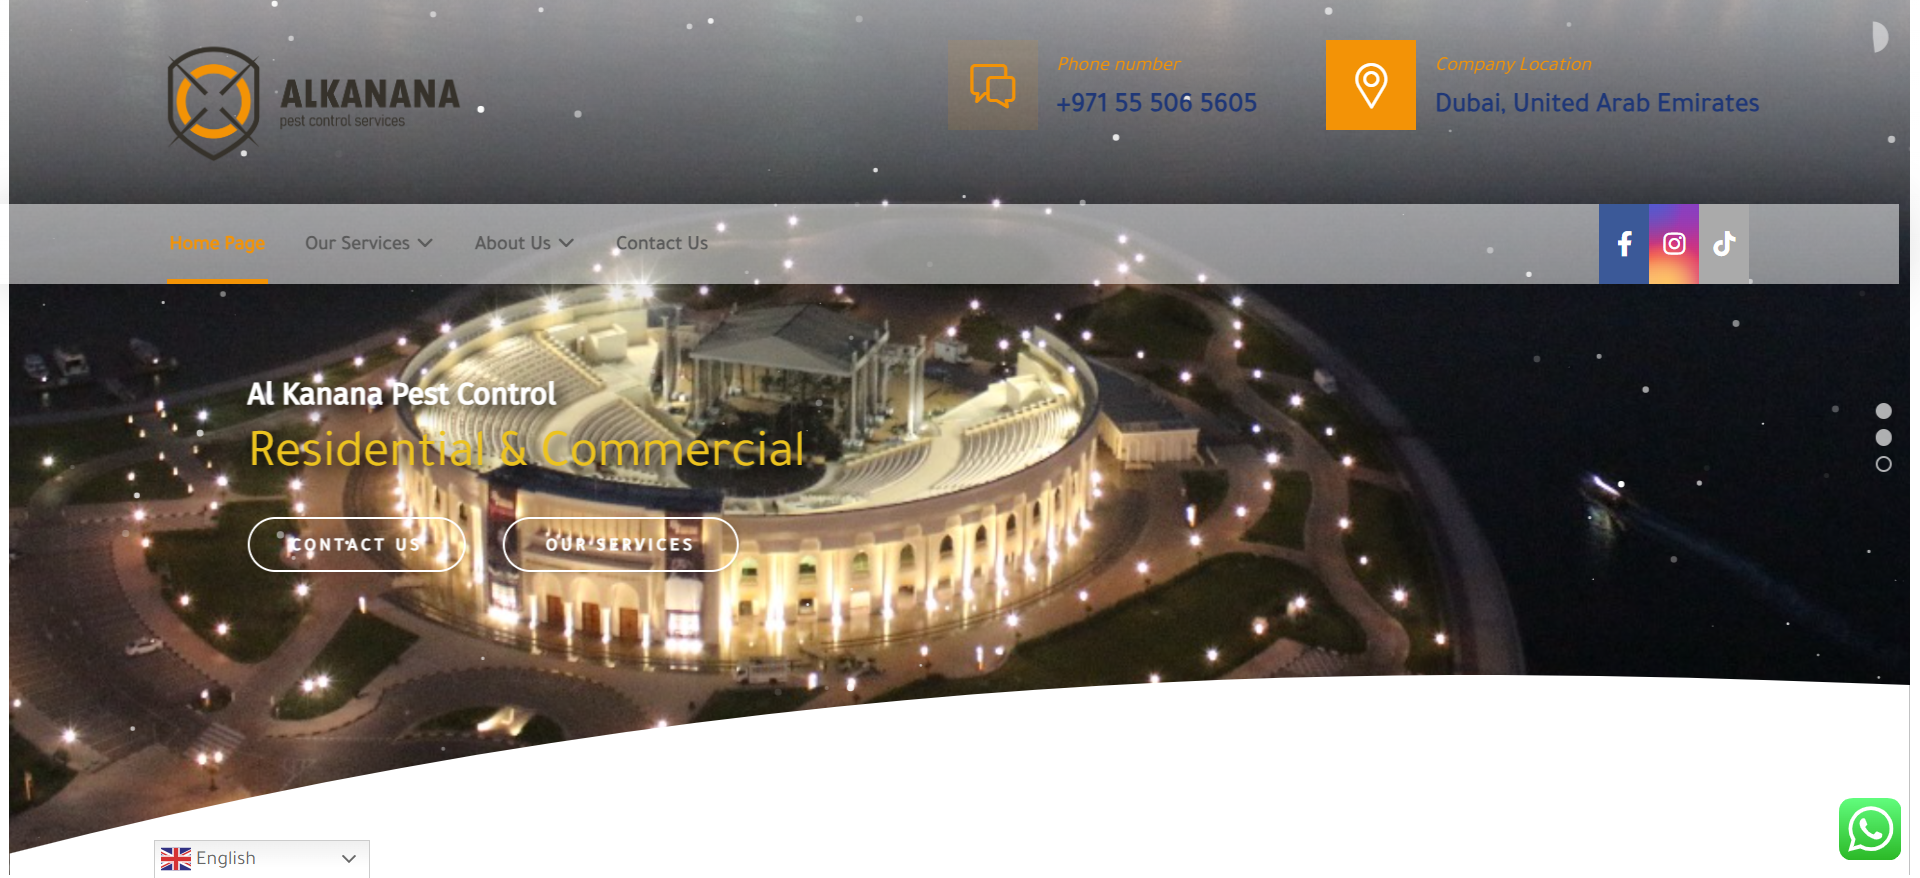 ALKANANA
pest control services
Phone number
+971 55 506 5605
Company Location
Dubai, United Arab Emirates
Home Page
Our Services
About Us
Contact Us
Al Kanana Pest Control
Residential & Commercial
CONTACT US
OUR SERVICES
English